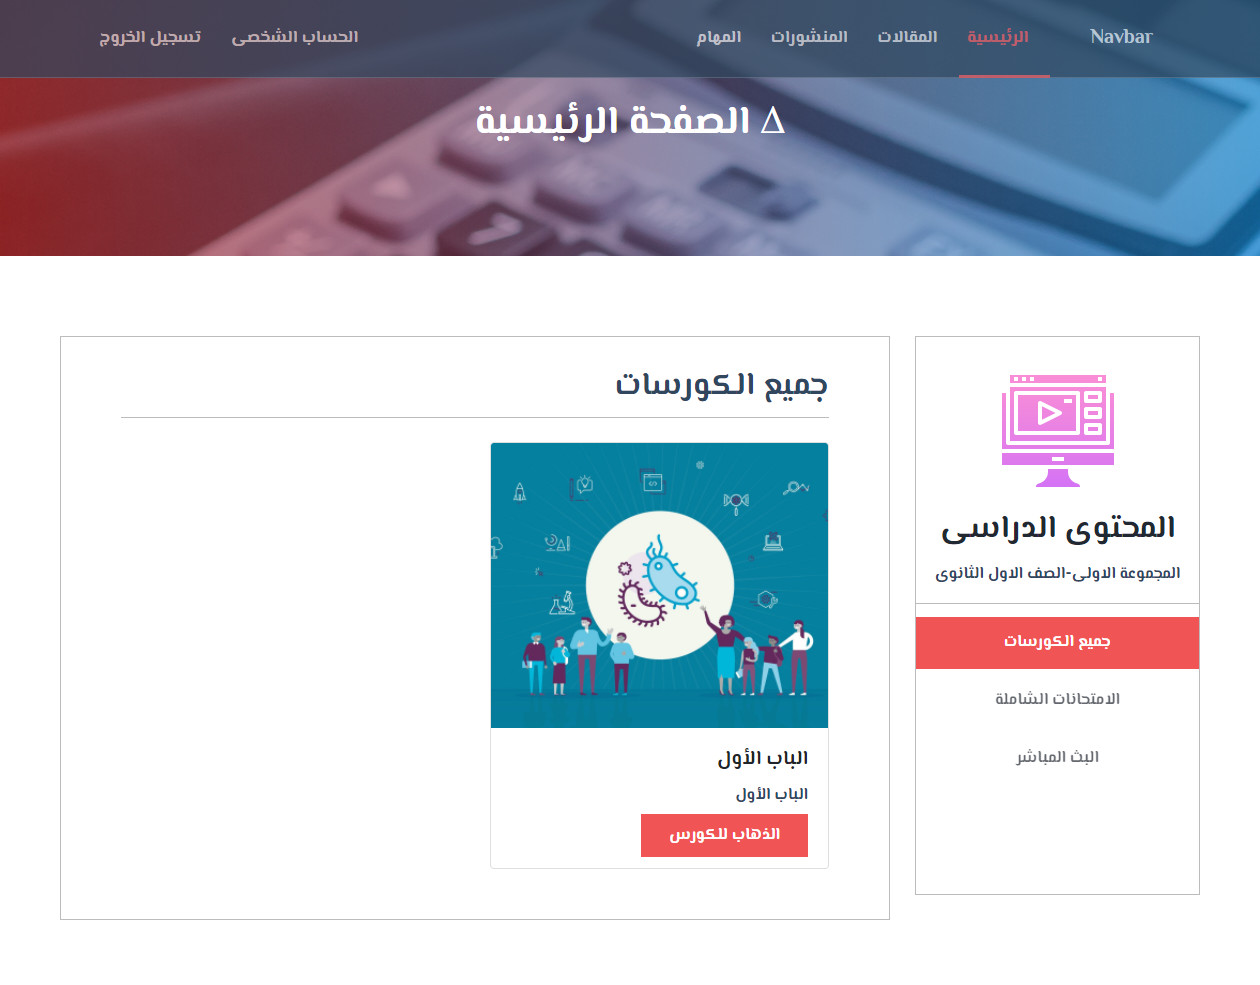 Navbar
الرئيسية
المقالات
المنشورات
المهام
الحساب الشخصى
تسجيل الخروج
∆ الصفحة الرئيسية
المحتوى الدراسى
المجموعة الاولى-الصف الاول الثانوى
جميع الكورسات
الامتحانات الشاملة
البث المباشر
جميع الكورسات
الباب الأول
الباب الأول
الذهاب للكورس